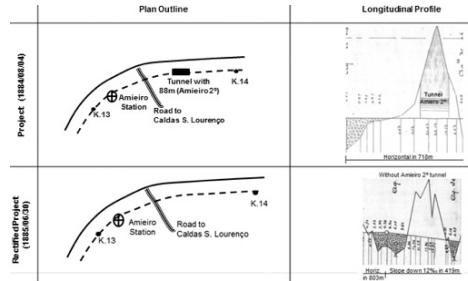 Plan Outline
Longitudinal Profile
Project (1884/08/04)
Tunnel with
88m (Amieiro 2º)
K.14
Amieiro
Station
K.13
Road to
Caldas S. Lourenço
Tunnel
Amieiro 2º
Horizontal in 718m
Rectified Project
(1885/06/30)
K.14
Amieiro
Station
K.13
Road to
Caldas S. Lourenço
Without Amieiro 2º tunnel
Horiz.
in 803m
Slope down 12‰ in 419m